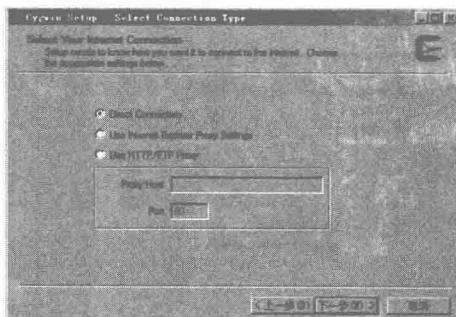 Cygwin Setup - Select Connection Type
Select Your Internet Connection
Setup needs to know how you want it to connect to the internet. Choose
the appropriate settings below.
Direct Connection
Use Internet Explorer Proxy Settings
Use HTTP/FTP Proxy:
Proxy Host
Port 80
<上一步(B) 下一步(N)> 取消